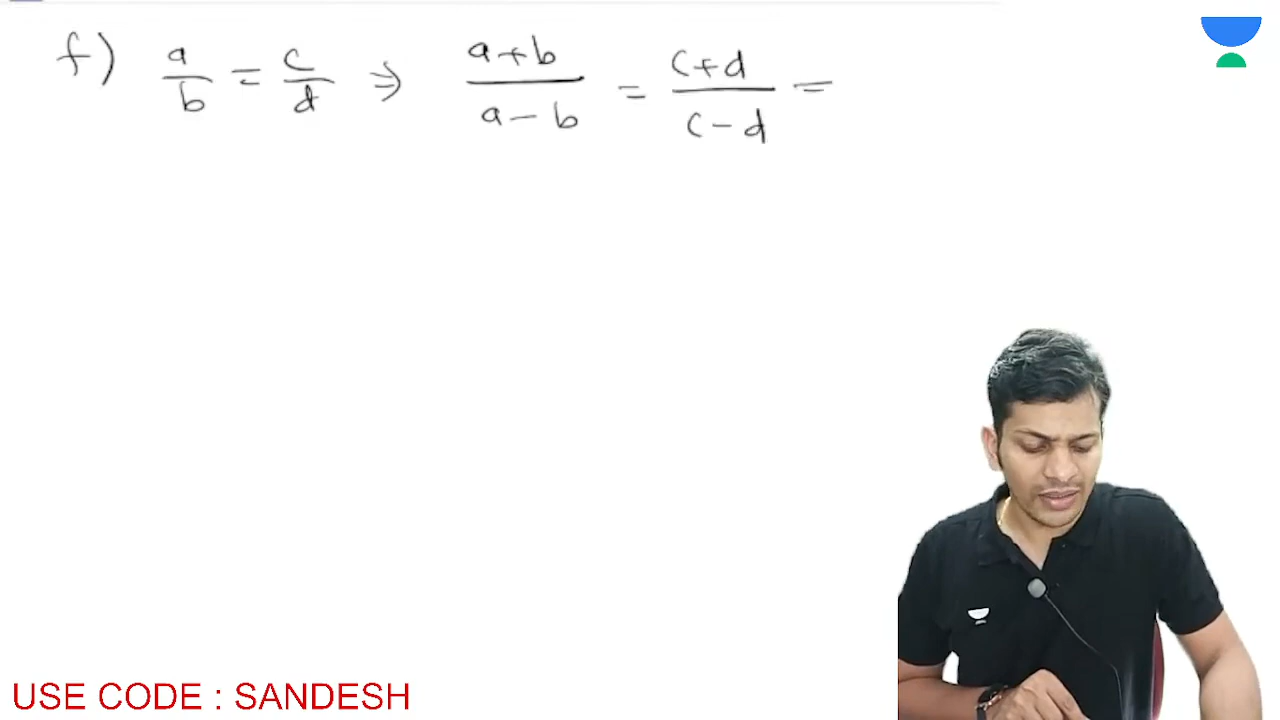 f) a/b = c/d ⇒ a+b/a-b = c+d/c-d =
USE CODE : SANDESH